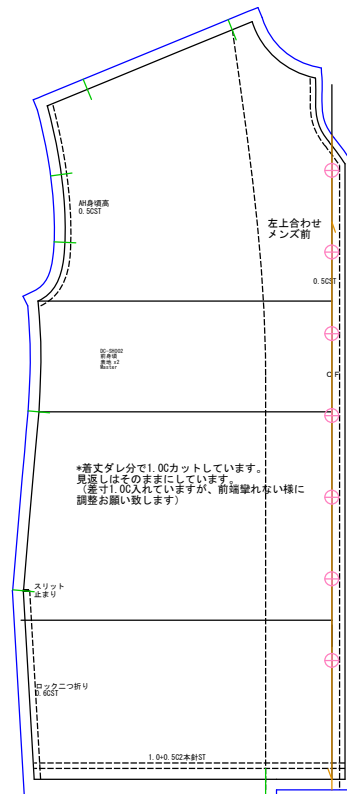 AH身頃高
0.5CST
左上合わせ
メンズ前
0.5CST
DC-SH002
前身頃
表地 x2
Master
C F
*着丈ダレ分で1.0Cカットしています。
見返しはそのままにしています。
(差寸1.0C入れていますが、前端攣れない様に
調整お願い致します)
スリット
止まり
ロック二つ折り
0.6CST
1.0+0.5C2本針ST